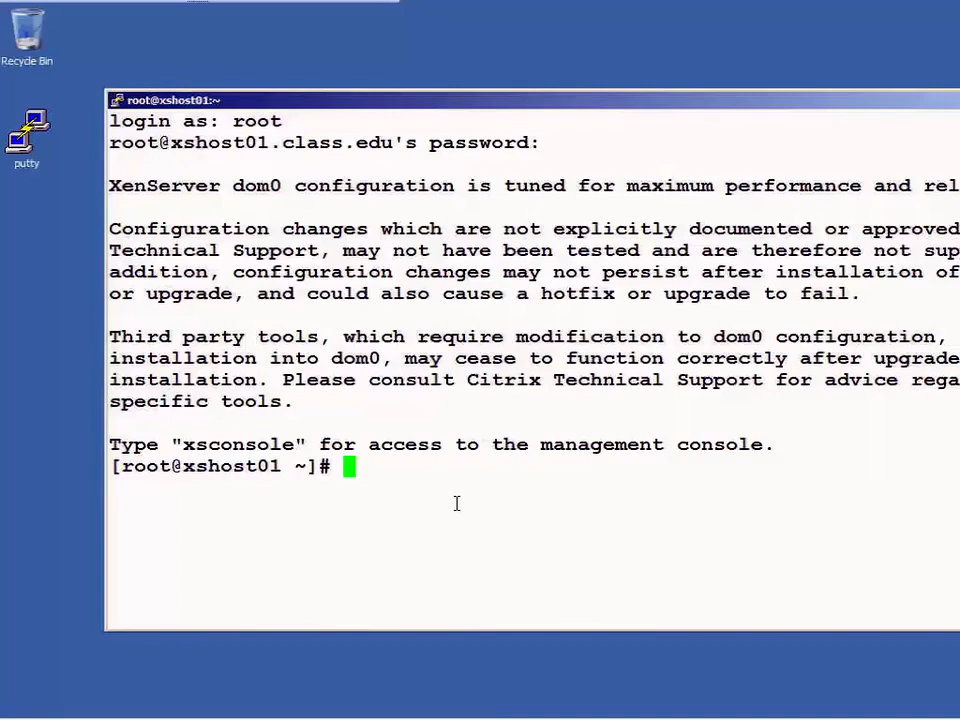 Recycle Bin
putty
root@xshost01:~
login as: root
root@xshost01.class.edu's password:
XenServer dom0 configuration is tuned for maximum performance and rel
Configuration changes which are not explicitly documented or approved
Technical Support, may not have been tested and are therefore not sup
addition, configuration changes may not persist after installation of
or upgrade, and could also cause a hotfix or upgrade to fail.
Third party tools, which require modification to dom0 configuration,
installation into dom0, may cease to function correctly after upgrade
installation. Please consult Citrix Technical Support for advice rega
specific tools.
Type "xsconsole" for access to the management console.
[root@xshost01 ~]#